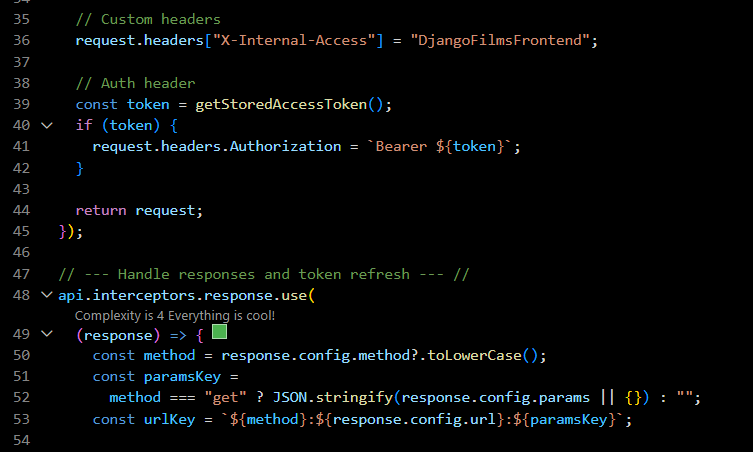 35 // Custom headers
36 request.headers["X-Internal-Access"] = "DjangoFilmsFrontend";
37
38 // Auth header
39 const token = getStoredAccessToken();
40 if (token) {
41 request.headers.Authorization = `Bearer ${token}`;
42 }
43
44 return request;
45 });
46
47 // --- Handle responses and token refresh --- //
48 api.interceptors.response.use(
Complexity is 4 Everything is cool!
49 (response) => {
50 const method = response.config.method?.toLowerCase();
51 const paramsKey =
52 method === "get" ? JSON.stringify(response.config.params || {}) : "";
53 const urlKey = `${method}:${response.config.url}:${paramsKey}`;
54